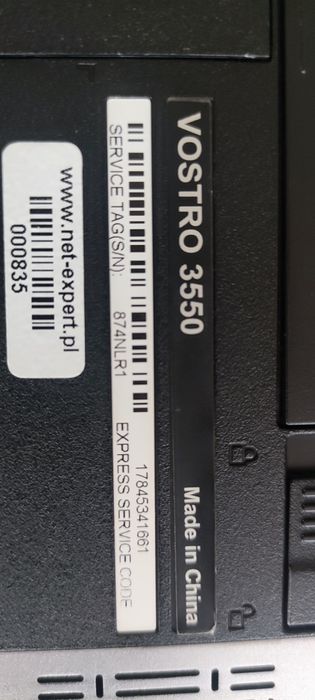 VOSTRO 3550 Made in China
17845341661
SERVICE TAG(S/N): 874NLR1 EXPRESS SERVICE CODE
www.net-expert.pl
000835